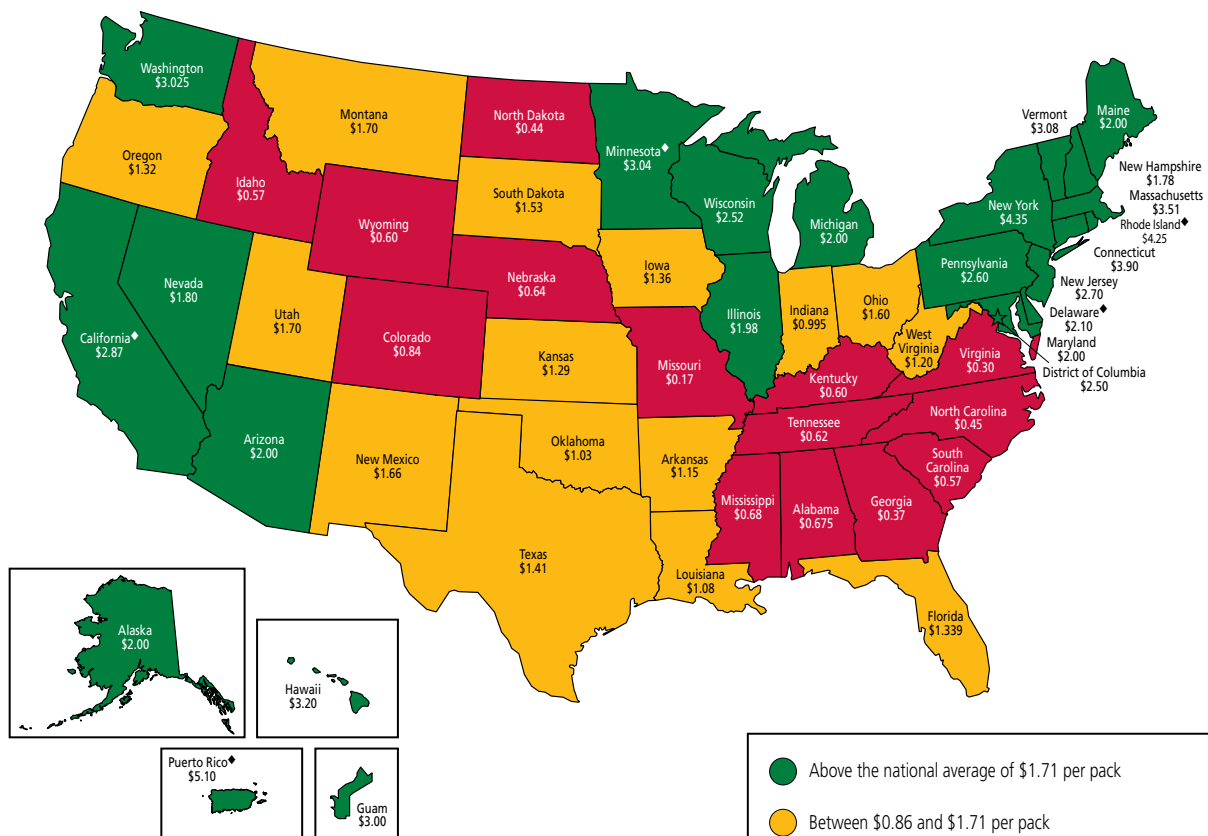 Washington
$3.025
Montana
$1.70
North Dakota
$0.44
Minnesota♦
$3.04
Vermont
$3.08
Maine
$2.00
Oregon
$1.32
Idaho
$0.57
South Dakota
$1.53
Wisconsin
$2.52
Michigan
$2.00
New York
$4.35
New Hampshire
$1.78
Massachusetts
$3.51
Rhode Island♦
$4.25
Connecticut
$3.90
Wyoming
$0.60
Nebraska
$0.64
Iowa
$1.36
Pennsylvania
$2.60
New Jersey
$2.70
Delaware♦
$2.10
Maryland
$2.00
District of Columbia
$2.50
Nevada
$1.80
Utah
$1.70
California♦
$2.87
Colorado
$0.84
Kansas
$1.29
Missouri
$0.17
Illinois
$1.98
Indiana
$0.995
Ohio
$1.60
West
Virginia
$1.20
Virginia
$0.30
Kentucky
$0.60
Tennessee
$0.62
North Carolina
$0.45
South
Carolina
$0.57
Arizona
$2.00
New Mexico
$1.66
Oklahoma
$1.03
Arkansas
$1.15
Mississippi
$0.68
Alabama
$0.675
Georgia
$0.37
Texas
$1.41
Louisiana
$1.08
Florida
$1.339
Alaska
$2.00
Hawaii
$3.20
Puerto Rico♦
$5.10
Guam
$3.00
Above the national average of $1.71 per pack
Between $0.86 and $1.71 per pack